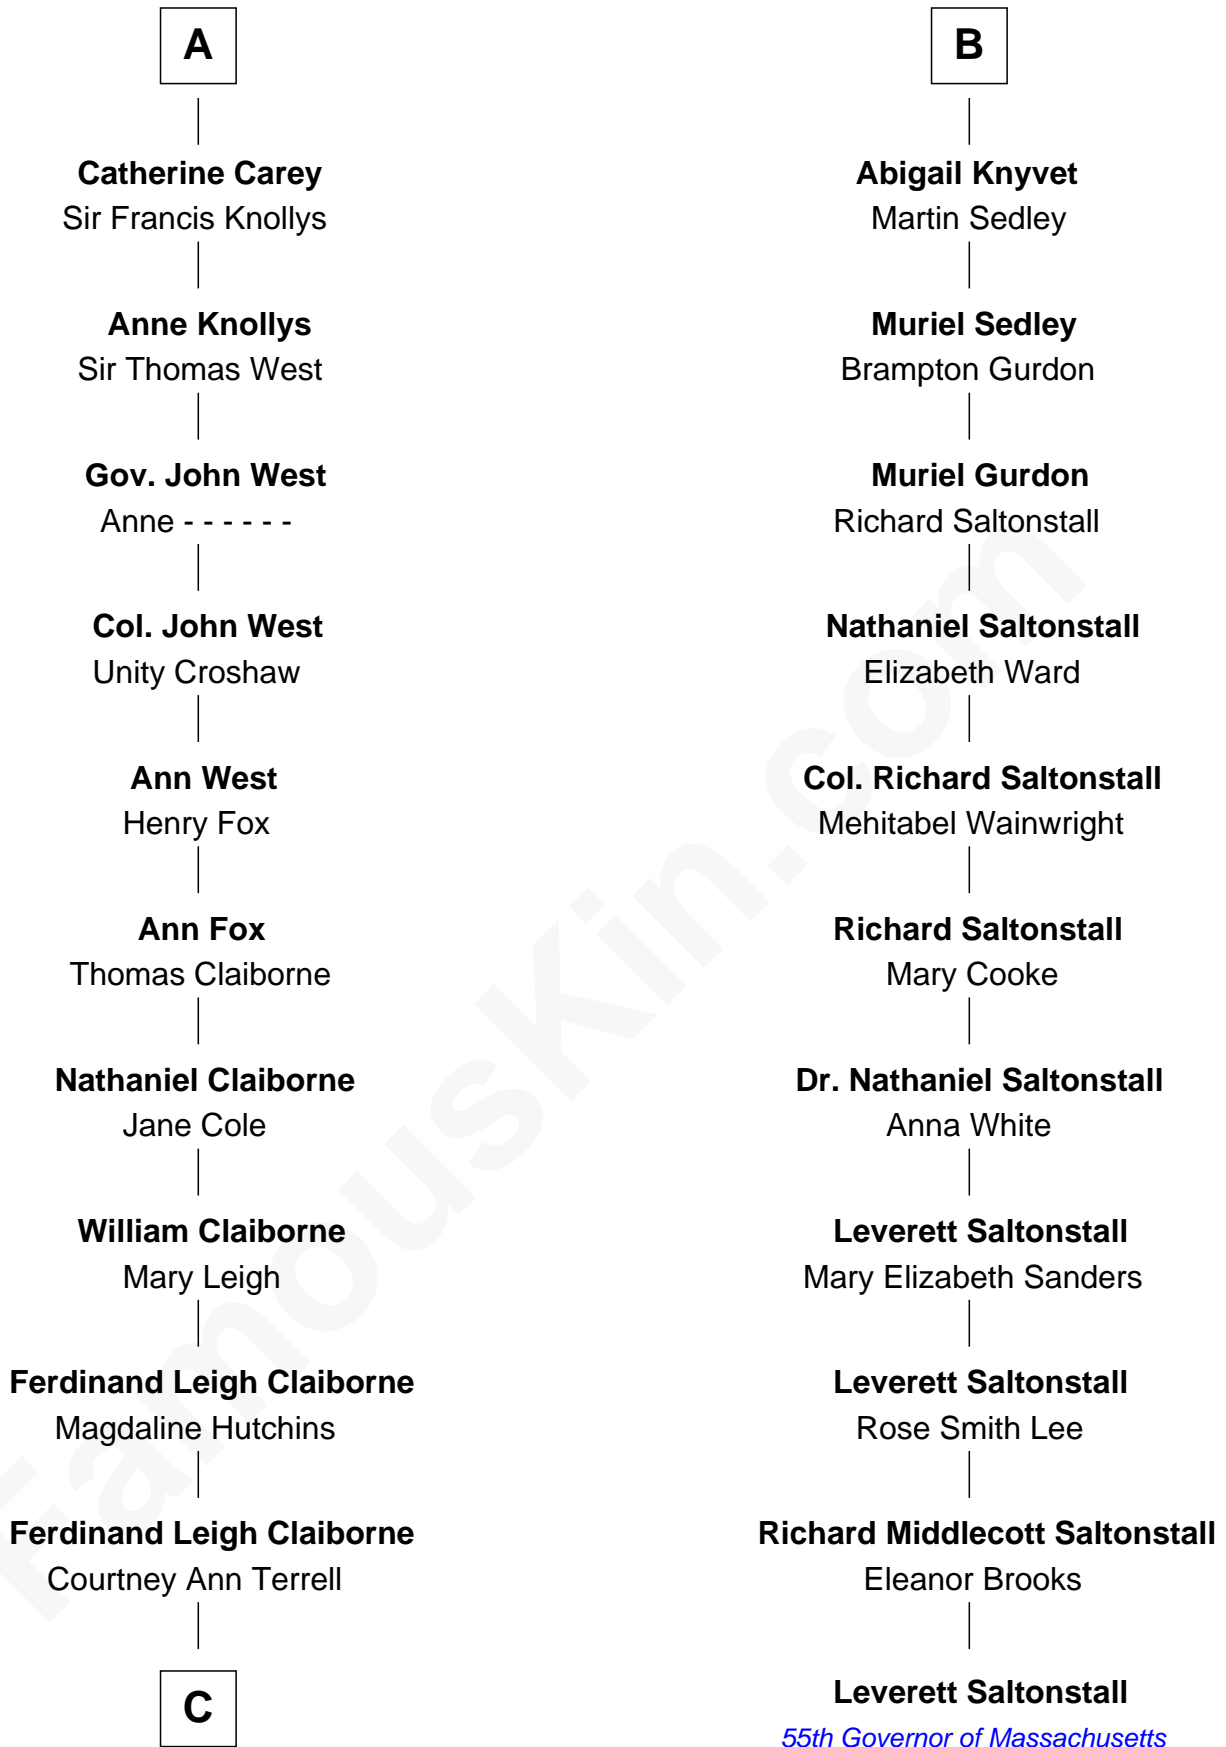 A
Catherine Carey
Sir Francis Knollys
Anne Knollys
Sir Thomas West
Gov. John West
Anne - - - - - -
Col. John West
Unity Croshaw
Ann West
Henry Fox
Ann Fox
Thomas Claiborne
Nathaniel Claiborne
Jane Cole
William Claiborne
Mary Leigh
Ferdinand Leigh Claiborne
Magdaline Hutchins
Ferdinand Leigh Claiborne
Courtney Ann Terrell
C
B
Abigail Knyvet
Martin Sedley
Muriel Sedley
Brampton Gurdon
Muriel Gurdon
Richard Saltonstall
Nathaniel Saltonstall
Elizabeth Ward
Col. Richard Saltonstall
Mehitabel Wainwright
Richard Saltonstall
Mary Cooke
Dr. Nathaniel Saltonstall
Anna White
Leverett Saltonstall
Mary Elizabeth Sanders
Leverett Saltonstall
Rose Smith Lee
Richard Middlecott Saltonstall
Eleanor Brooks
Leverett Saltonstall
55th Governor of Massachusetts
FamousKin.com